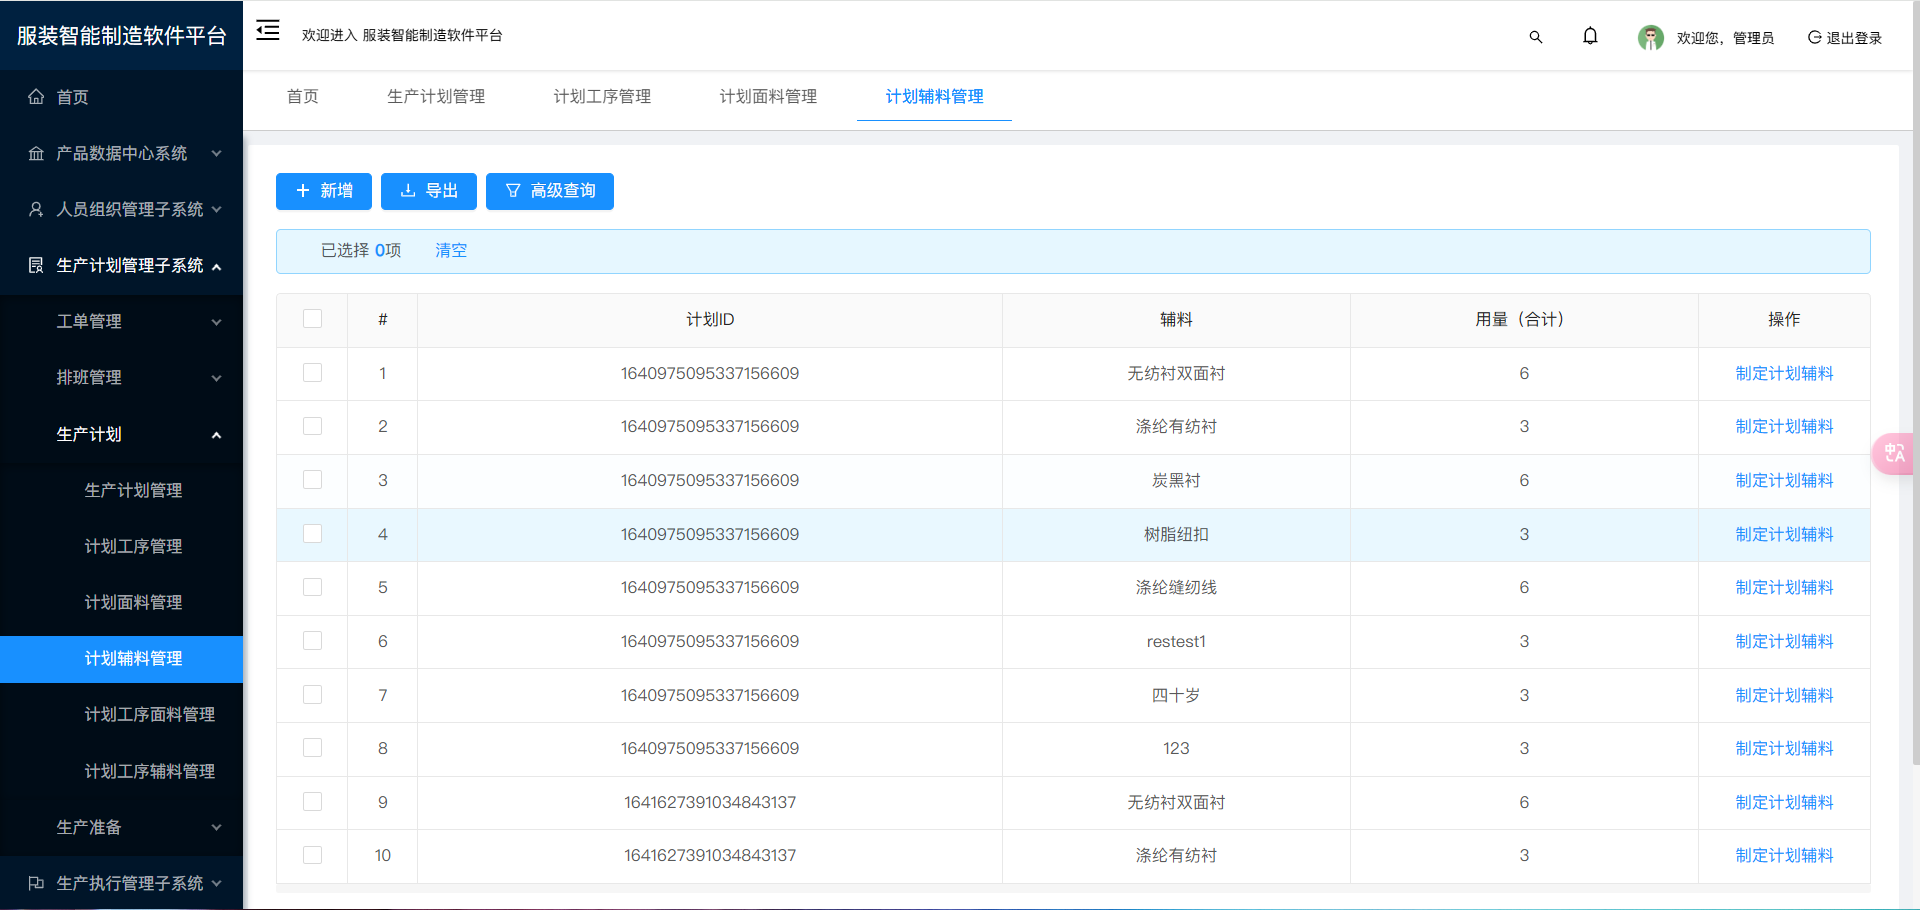 服装智能制造软件平台
欢迎进入 服装智能制造软件平台
欢迎您，管理员
退出登录
首页
产品数据中心系统
人员组织管理子系统
生产计划管理子系统
工单管理
排班管理
生产计划
生产计划管理
计划工序管理
计划面料管理
计划辅料管理
计划工序面料管理
计划工序辅料管理
生产准备
生产执行管理子系统
首页 生产计划管理 计划工序管理 计划面料管理 计划辅料管理
新增 导出 高级查询
已选择 0项 清空
# 计划ID 辅料 用量（合计） 操作
1 1640975095337156609 无纺衬双面衬 6 制定计划辅料
2 1640975095337156609 涤纶有纺衬 3 制定计划辅料
3 1640975095337156609 炭黑衬 6 制定计划辅料
4 1640975095337156609 树脂纽扣 3 制定计划辅料
5 1640975095337156609 涤纶缝纫线 6 制定计划辅料
6 1640975095337156609 restest1 3 制定计划辅料
7 1640975095337156609 四十岁 3 制定计划辅料
8 1640975095337156609 123 3 制定计划辅料
9 1641627391034843137 无纺衬双面衬 6 制定计划辅料
10 1641627391034843137 涤纶有纺衬 3 制定计划辅料
中A